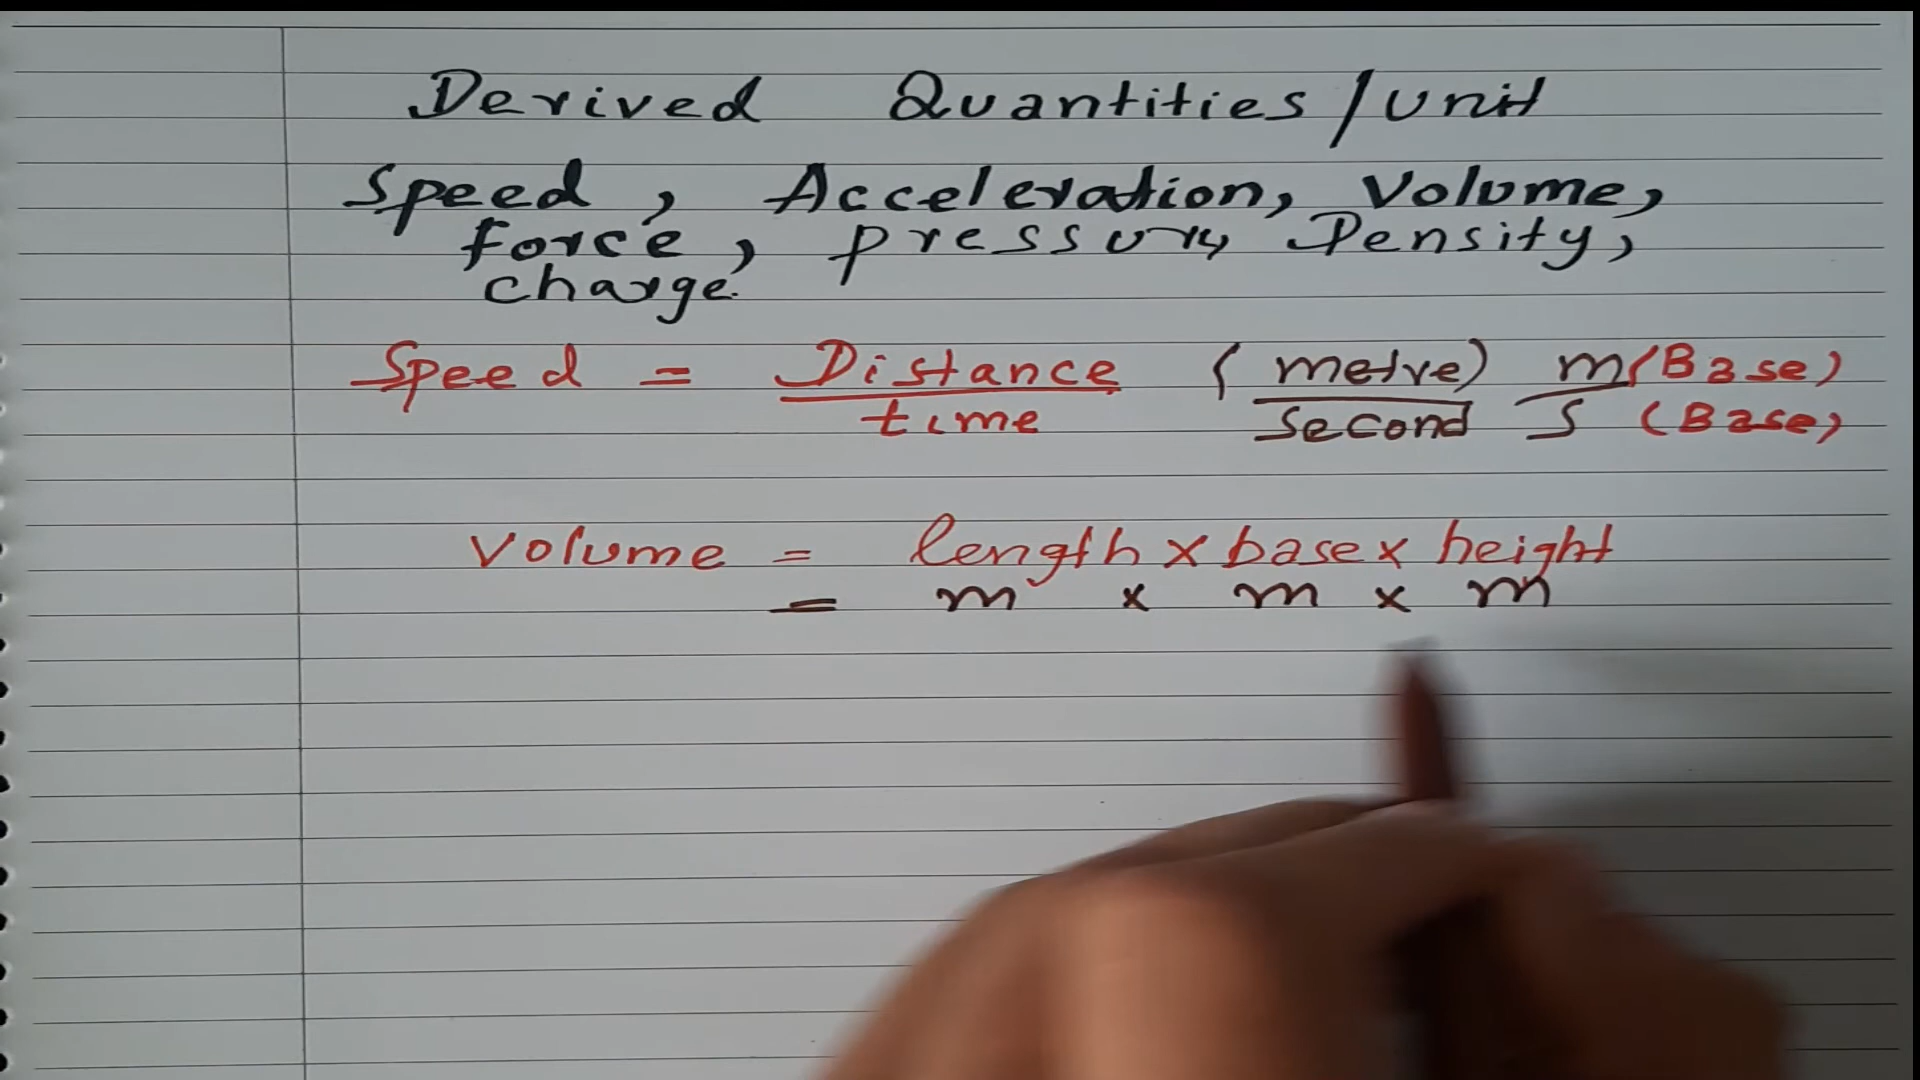 Derived Quantities/unit
Speed, Acceleration, Volume,
force, pressure, Density,
charge.
Speed = Distance (metre) m(Base)
time second s (Base)
Volume = length x base x height
= m x m x m